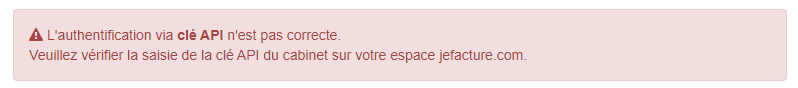 L'authentification via clé API n'est pas correcte.
Veuillez vérifier la saisie de la clé API du cabinet sur votre espace jefacture.com.